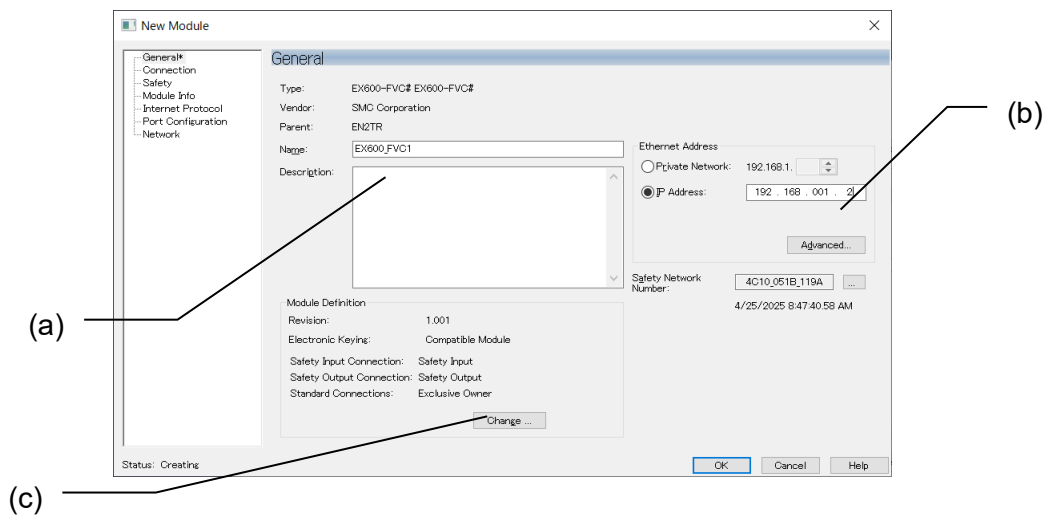 New Module
General*
Connection
Safety
Module Info
Internet Protocol
Port Configuration
Network
General
Type: EX600-FVC# EX600-FVC#
Vendor: SMC Corporation
Parent: EN2TR
Name: EX600_FVC1
Description:
Ethernet Address
Private Network: 192.168.1.
IP Address: 192 . 168 . 001 . 2
Advanced...
Safety Network
Number:
4C10_051B_119A ...
4/25/2025 8:47:40.58 AM
Module Definition
Revision: 1.001
Electronic Keying: Compatible Module
Safety Input Connection: Safety Input
Safety Output Connection: Safety Output
Standard Connections: Exclusive Owner
Change ...
Status: Creating
OK Cancel Help
(a)
(b)
(c)